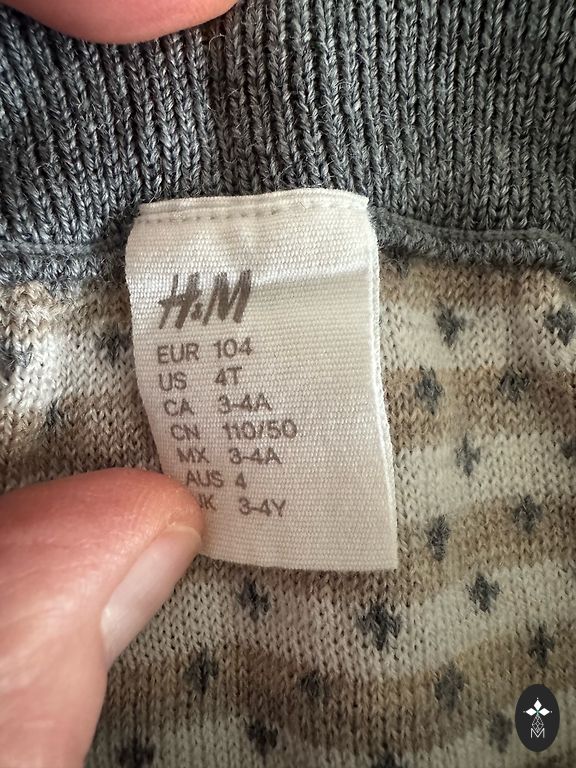 H&M
EUR 104
US 4T
CA 3-4A
CN 110/50
MX 3-4A
AUS 4
3-4Y
M